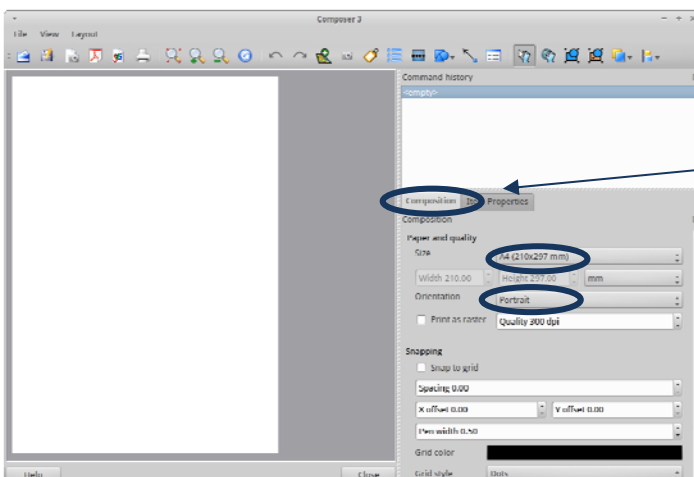 Composer 3
File View Layout
Command history
<empty>
Composition Item Properties
Composition
Paper and quality
Size A4 (210x297 mm)
Width 210.00 Height 297.00 mm
Orientation Portrait
Print as raster Quality 300 dpi
Snapping
Snap to grid
Spacing 0.00
X offset 0.00 Y offset 0.00
Pen width 0.50
Grid color
Help Close Grid style Dots